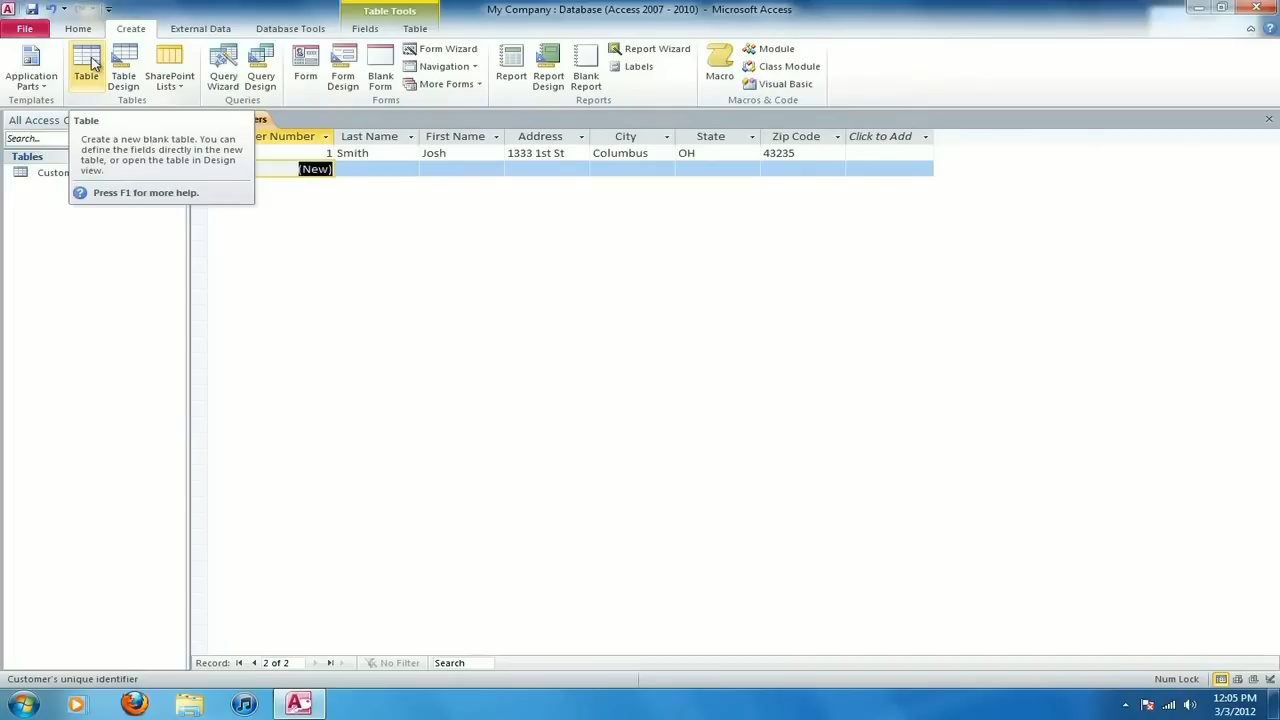 Table Tools
My Company : Database (Access 2007 - 2010) - Microsoft Access
File Home Create External Data Database Tools Fields Table
Application Parts
Table
Table Design
SharePoint Lists
Query Wizard
Query Design
Form
Form Design
Blank Form
Form Wizard
Navigation
More Forms
Report
Report Design
Blank Report
Report Wizard
Labels
Macro
Module
Class Module
Visual Basic
Templates Tables Queries Forms Reports Macros & Code
All Access
Search...
Tables
Table
Create a new blank table. You can
define the fields directly in the new
table, or open the table in Design
view.
Press F1 for more help.
Number Last Name First Name Address City State Zip Code Click to Add
1 Smith Josh 1333 1st St Columbus OH 43235
(New)
Record: 2 of 2 No Filter Search
Customer's unique identifier
Num Lock
12:05 PM
3/3/2012